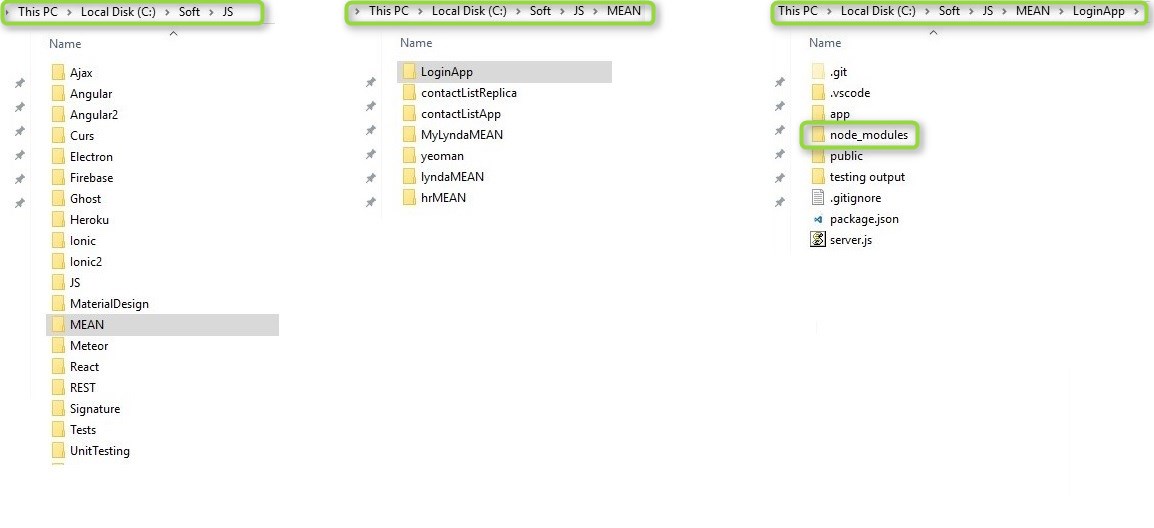 This PC > Local Disk (C:) > Soft > JS
Name
Ajax
Angular
Angular2
Curs
Electron
Firebase
Ghost
Heroku
Ionic
Ionic2
JS
MaterialDesign
MEAN
Meteor
React
REST
Signature
Tests
UnitTesting
> This PC > Local Disk (C:) > Soft > JS > MEAN
Name
LoginApp
contactListReplica
contactListApp
MyLyndaMEAN
yeoman
lyndaMEAN
hrMEAN
This PC > Local Disk (C:) > Soft > JS > MEAN > LoginApp >
Name
.git
.vscode
app
node_modules
public
testing output
.gitignore
package.json
server.js